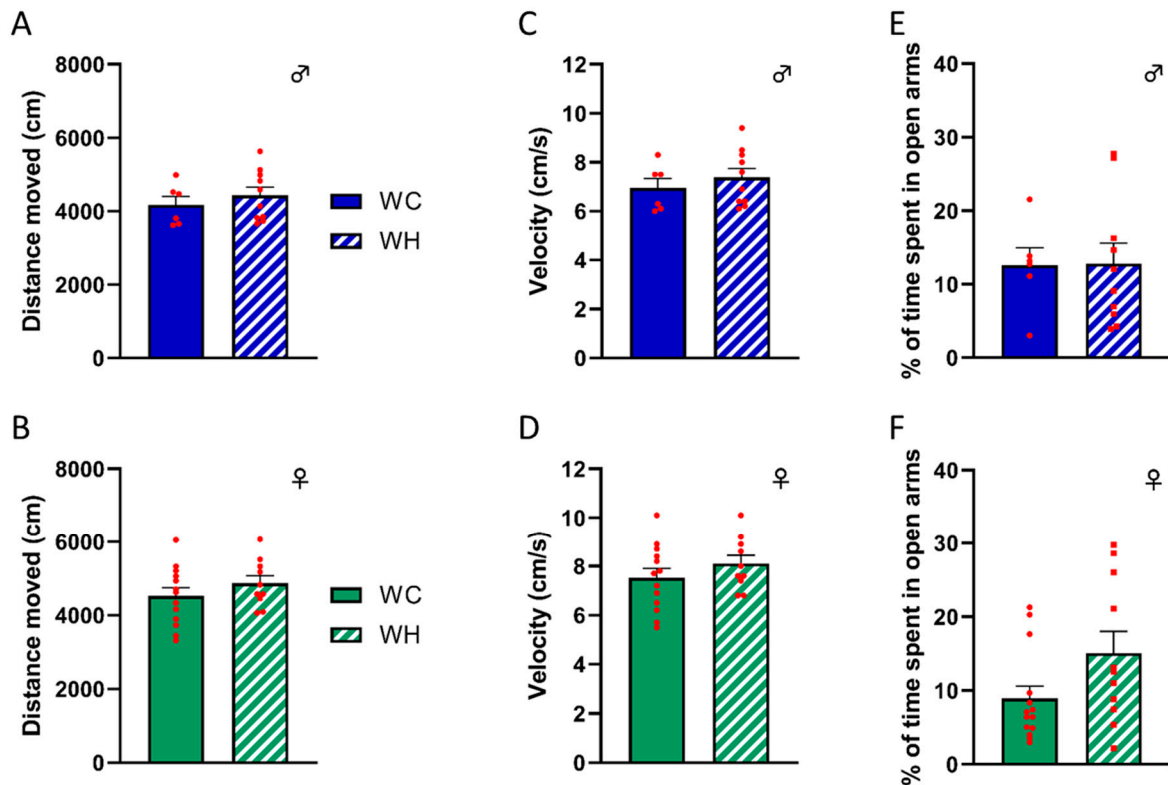 A
Distance moved (cm)
8000
6000
4000
2000
0
♂
WC
WH
C
Velocity (cm/s)
12
10
8
6
4
2
0
♂
E
% of time spent in open arms
40
30
20
10
0
♂
B
Distance moved (cm)
8000
6000
4000
2000
0
♀
WC
WH
D
Velocity (cm/s)
12
10
8
6
4
2
0
♀
F
% of time spent in open arms
40
30
20
10
0
♀